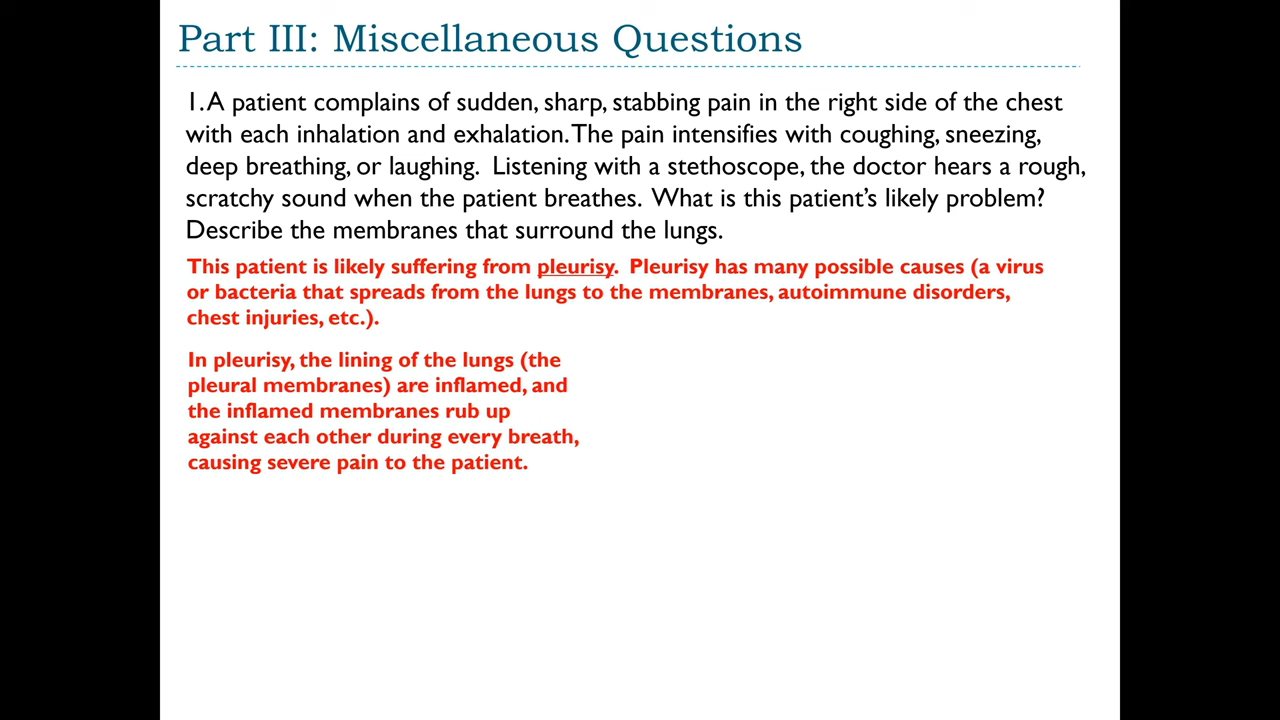 Part III: Miscellaneous Questions
1. A patient complains of sudden, sharp, stabbing pain in the right side of the chest
with each inhalation and exhalation. The pain intensifies with coughing, sneezing,
deep breathing, or laughing. Listening with a stethoscope, the doctor hears a rough,
scratchy sound when the patient breathes. What is this patient's likely problem?
Describe the membranes that surround the lungs.
This patient is likely suffering from pleurisy. Pleurisy has many possible causes (a virus
or bacteria that spreads from the lungs to the membranes, autoimmune disorders,
chest injuries, etc.).
In pleurisy, the lining of the lungs (the
pleural membranes) are inflamed, and
the inflamed membranes rub up
against each other during every breath,
causing severe pain to the patient.